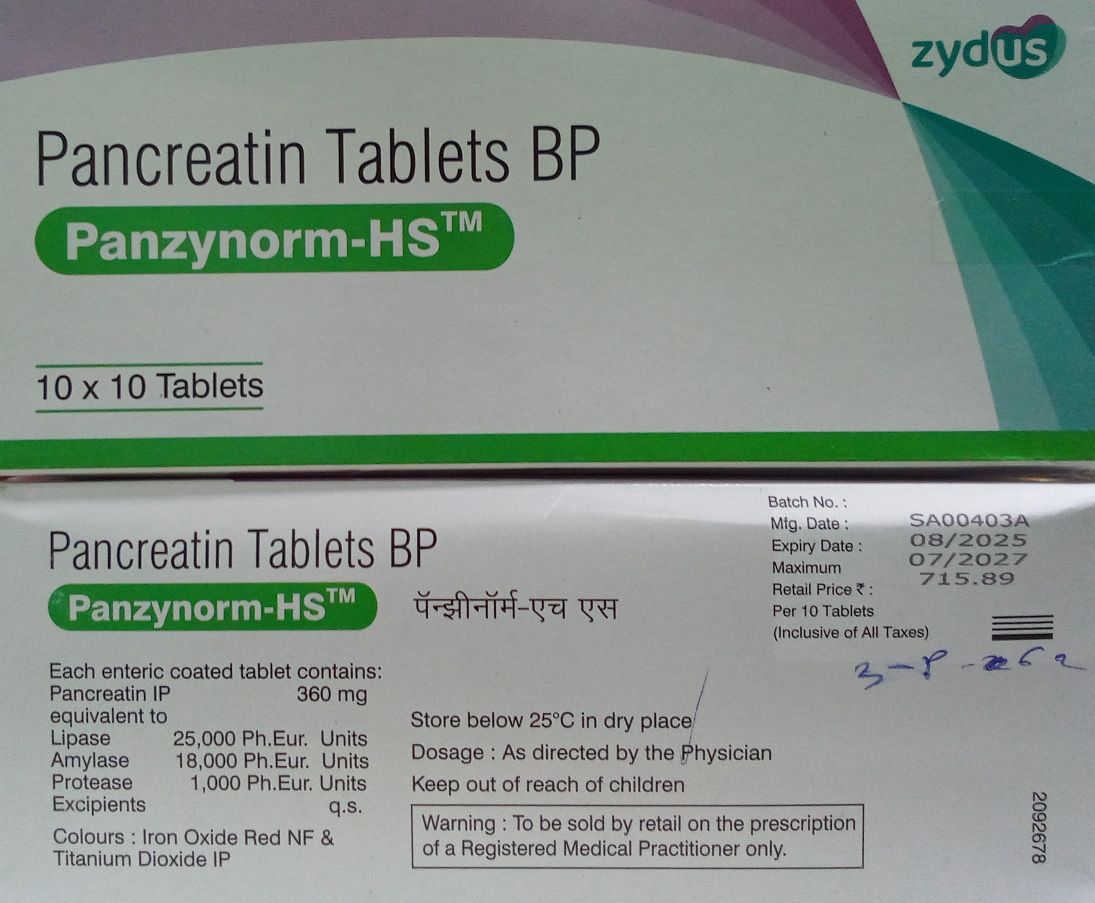 zydus
Pancreatin Tablets BP
Panzynorm-HS™
10 x 10 Tablets
Pancreatin Tablets BP
Panzynorm-HS™ पॅन्झीनॉर्म-एच एस
Each enteric coated tablet contains:
Pancreatin IP 360 mg
equivalent to
Lipase 25,000 Ph.Eur. Units
Amylase 18,000 Ph.Eur. Units
Protease 1,000 Ph.Eur. Units
Excipients q.s.
Colours : Iron Oxide Red NF &
Titanium Dioxide IP
Store below 25°C in dry place
Dosage : As directed by the Physician
Keep out of reach of children
Warning : To be sold by retail on the prescription
of a Registered Medical Practitioner only.
Batch No. : SA00403A
Mfg. Date : 08/2025
Expiry Date : 07/2027
Maximum 715.89
Retail Price ₹ :
Per 10 Tablets
(Inclusive of All Taxes)
2092678